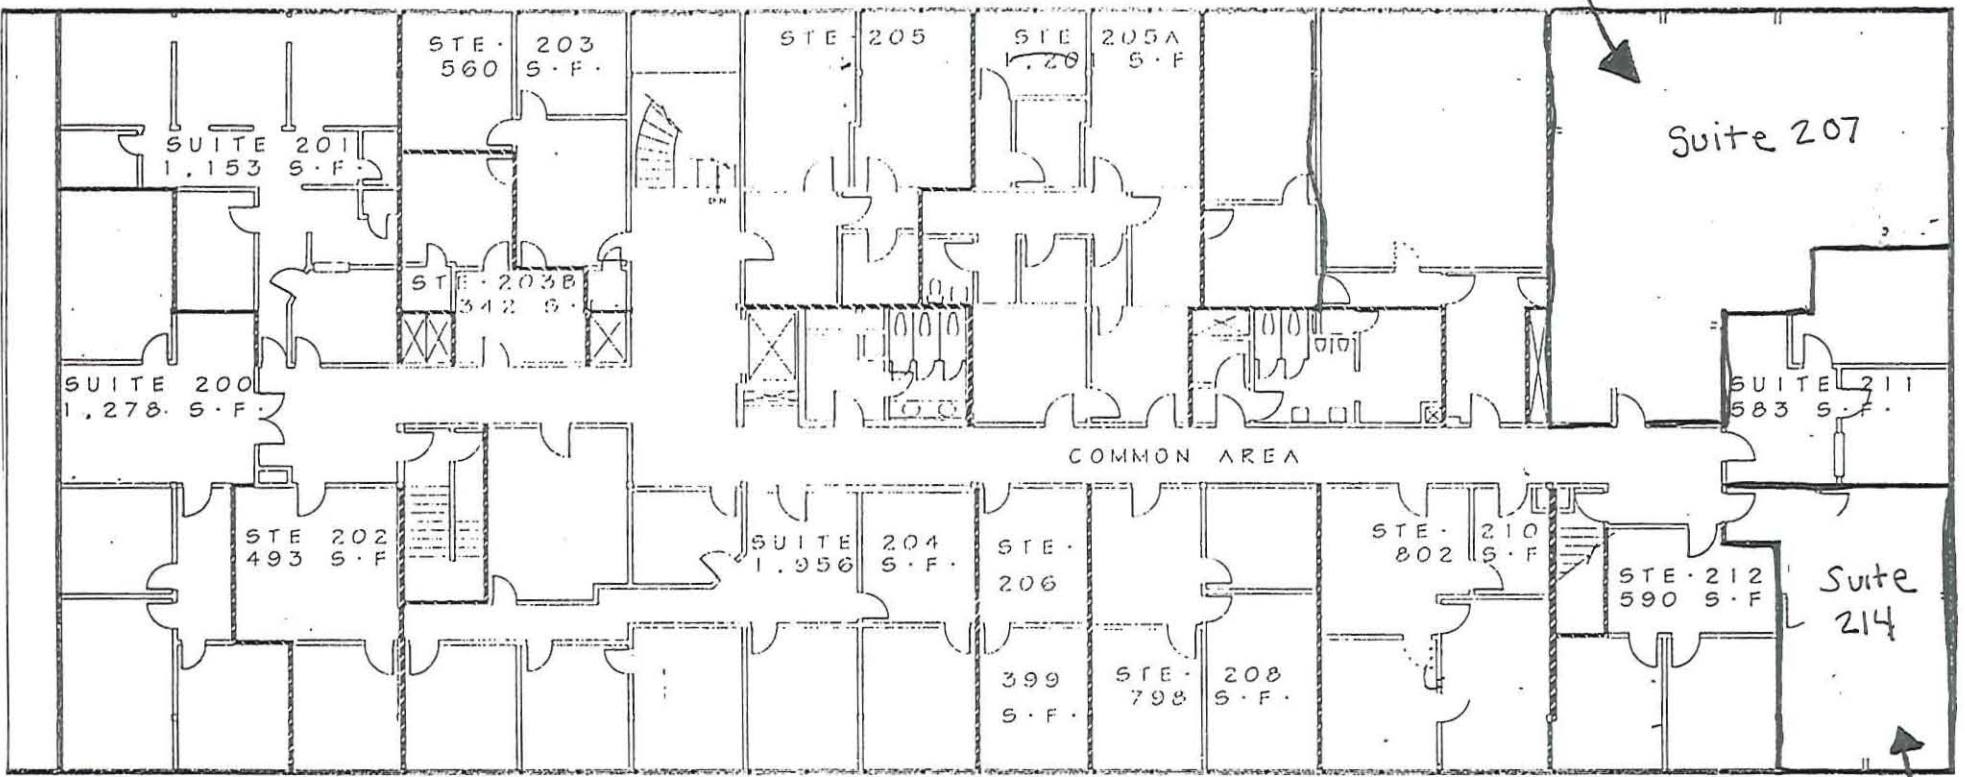 STE. 203
560 S.F.
STE 205
STE 205A
S.F
SUITE 201
1,153 S.F.
Suite 207
DN
STE. 203B
342 S.
SUITE 200
1,278. S.F.
SUITE 211
583 S.F.
COMMON AREA
STE 202
493 S.F
SUITE 204
1,956 S.F.
STE.
206
399
S.F.
STE. 208
798 S.F.
STE. 210
802 S.F
STE. 212
590 S.F
Suite
214